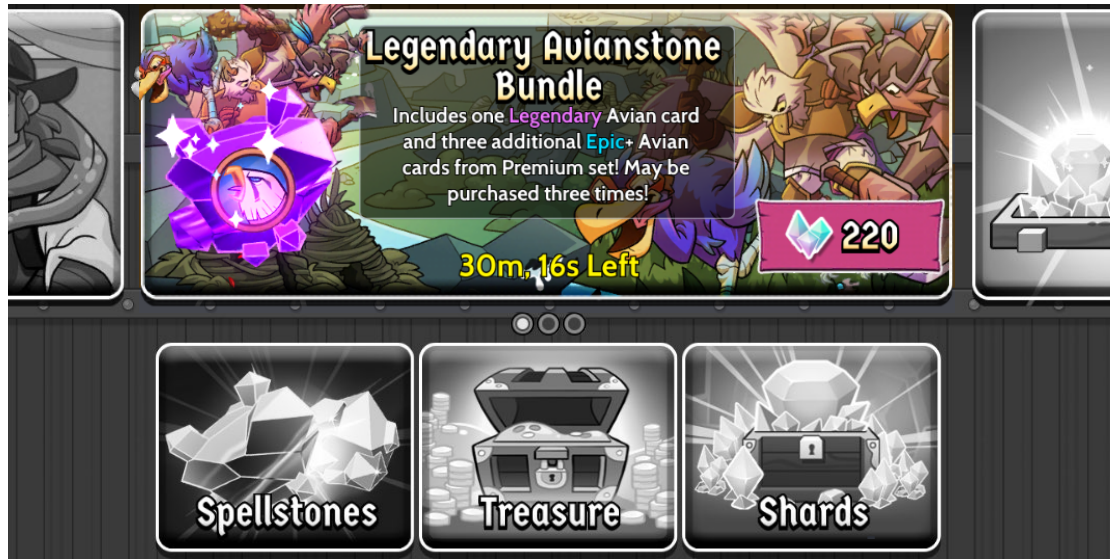 Legendary Avianstone
Bundle
Includes one Legendary Avian card
and three additional Epic+ Avian
cards from Premium set! May be
purchased three times!
220
30m, 16s Left
Spellstones
Treasure
Shards